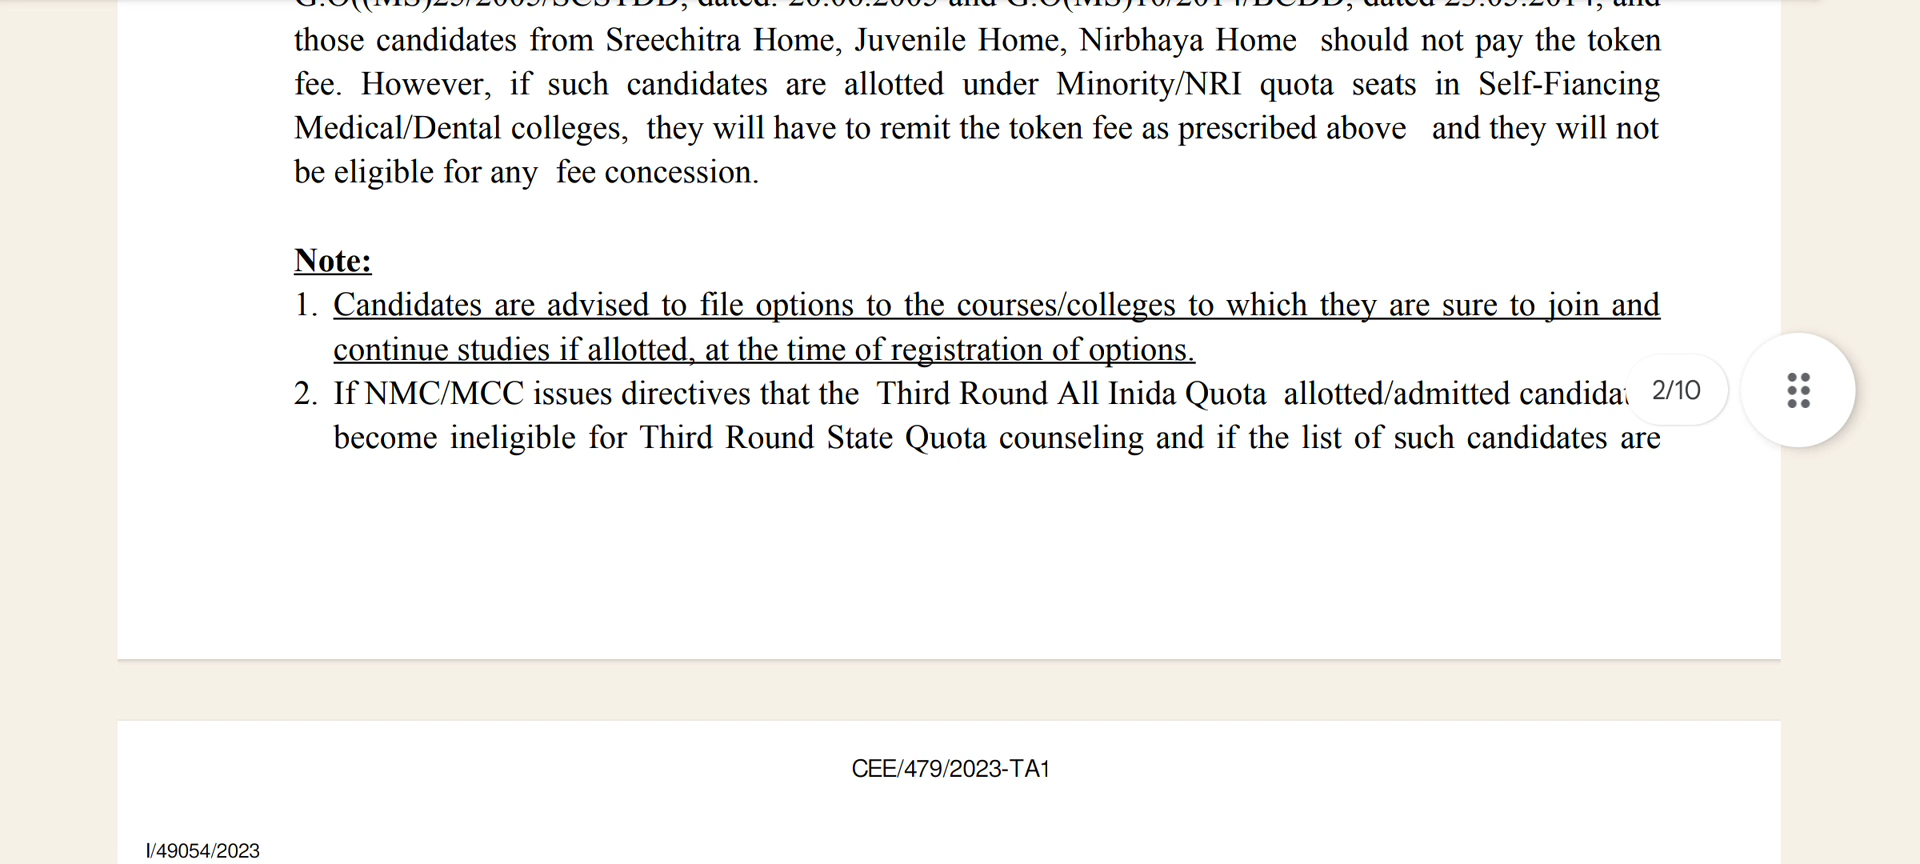 those candidates from Sreechitra Home, Juvenile Home, Nirbhaya Home should not pay the token
fee. However, if such candidates are allotted under Minority/NRI quota seats in Self-Fiancing
Medical/Dental colleges, they will have to remit the token fee as prescribed above and they will not
be eligible for any fee concession.
Note:
1. Candidates are advised to file options to the courses/colleges to which they are sure to join and
continue studies if allotted, at the time of registration of options.
2. If NMC/MCC issues directives that the Third Round All Inida Quota allotted/admitted
2/10
become ineligible for Third Round State Quota counseling and if the list of such candidates are
CEE/479/2023-TA1
I/49054/2023